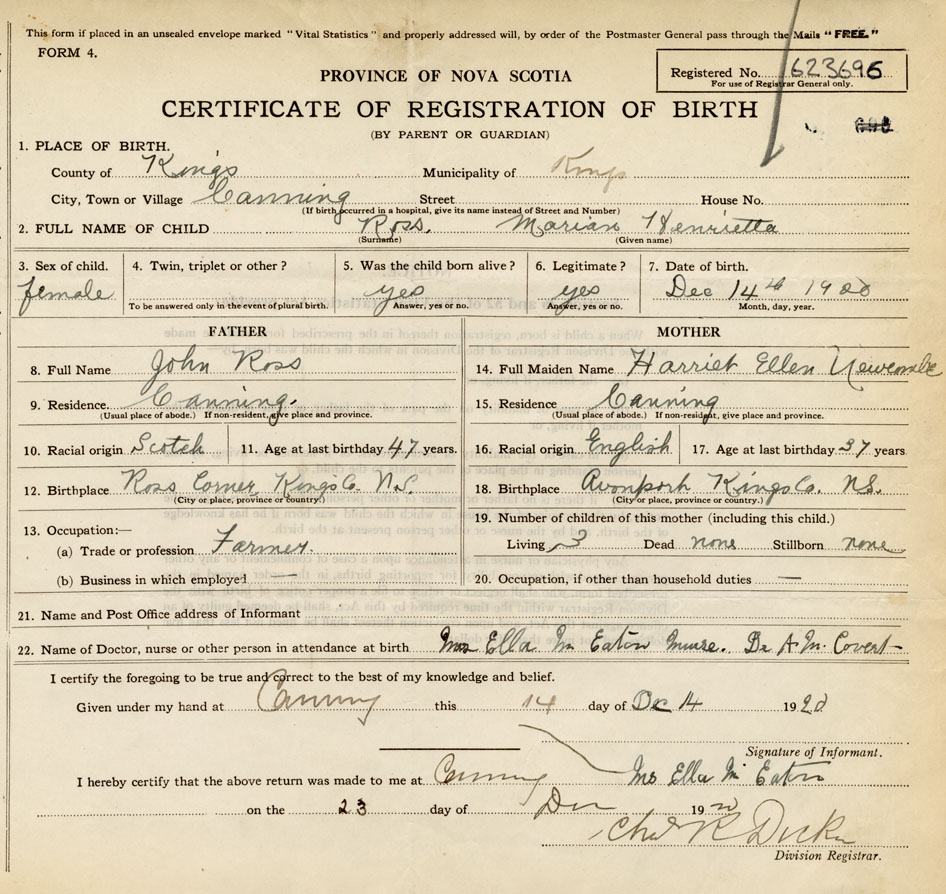 This form if placed in an unsealed envelope marked "Vital Statistics" and properly addressed will, by order of the Postmaster General pass through the Mails "FREE."
FORM 4.
PROVINCE OF NOVA SCOTIA
Registered No. 623696
For use of Registrar General only.
CERTIFICATE OF REGISTRATION OF BIRTH
(BY PARENT OR GUARDIAN)
1. PLACE OF BIRTH.
County of Kings Municipality of Kings
City, Town or Village Canning Street House No.
(If birth occurred in a hospital, give its name instead of Street and Number)
2. FULL NAME OF CHILD Ross. Marian Henrietta
(Surname) (Given name)
3. Sex of child. 4. Twin, triplet or other? 5. Was the child born alive? 6. Legitimate? 7. Date of birth.
female yes yes Dec 14th 1920
To be answered only in the event of plural birth. Answer, yes or no. Answer, yes or no. Month, day, year.
FATHER MOTHER
8. Full Name John Ross 14. Full Maiden Name Harriet Ellen Newcombe
9. Residence. Canning. 15. Residence Canning
(Usual place of abode.) If non-resident, give place and province. (Usual place of abode.) If non-resident, give place and province.
10. Racial origin Scotch 11. Age at last birthday 47 years. 16. Racial origin English 17. Age at last birthday 37 years
12. Birthplace Ross Corner Kings Co. N.S. 18. Birthplace Avonport Kings Co. NS.
(City or place, province or country.) (City or place, province or country.)
13. Occupation:— 19. Number of children of this mother (including this child.)
(a) Trade or profession Farmer. Living 3 Dead none Stillborn none
(b) Business in which employed — 20. Occupation, if other than household duties —
21. Name and Post Office address of Informant
22. Name of Doctor, nurse or other person in attendance at birth Mrs Ella M Eaton Nurse. Dr A. M. Covert
I certify the foregoing to be true and correct to the best of my knowledge and belief.
Given under my hand at Canning this 14 day of Dec 14 1920
Signature of Informant.
I hereby certify that the above return was made to me at Canning Mrs Ella M Eaton
on the 23 day of Dec 19
Division Registrar.